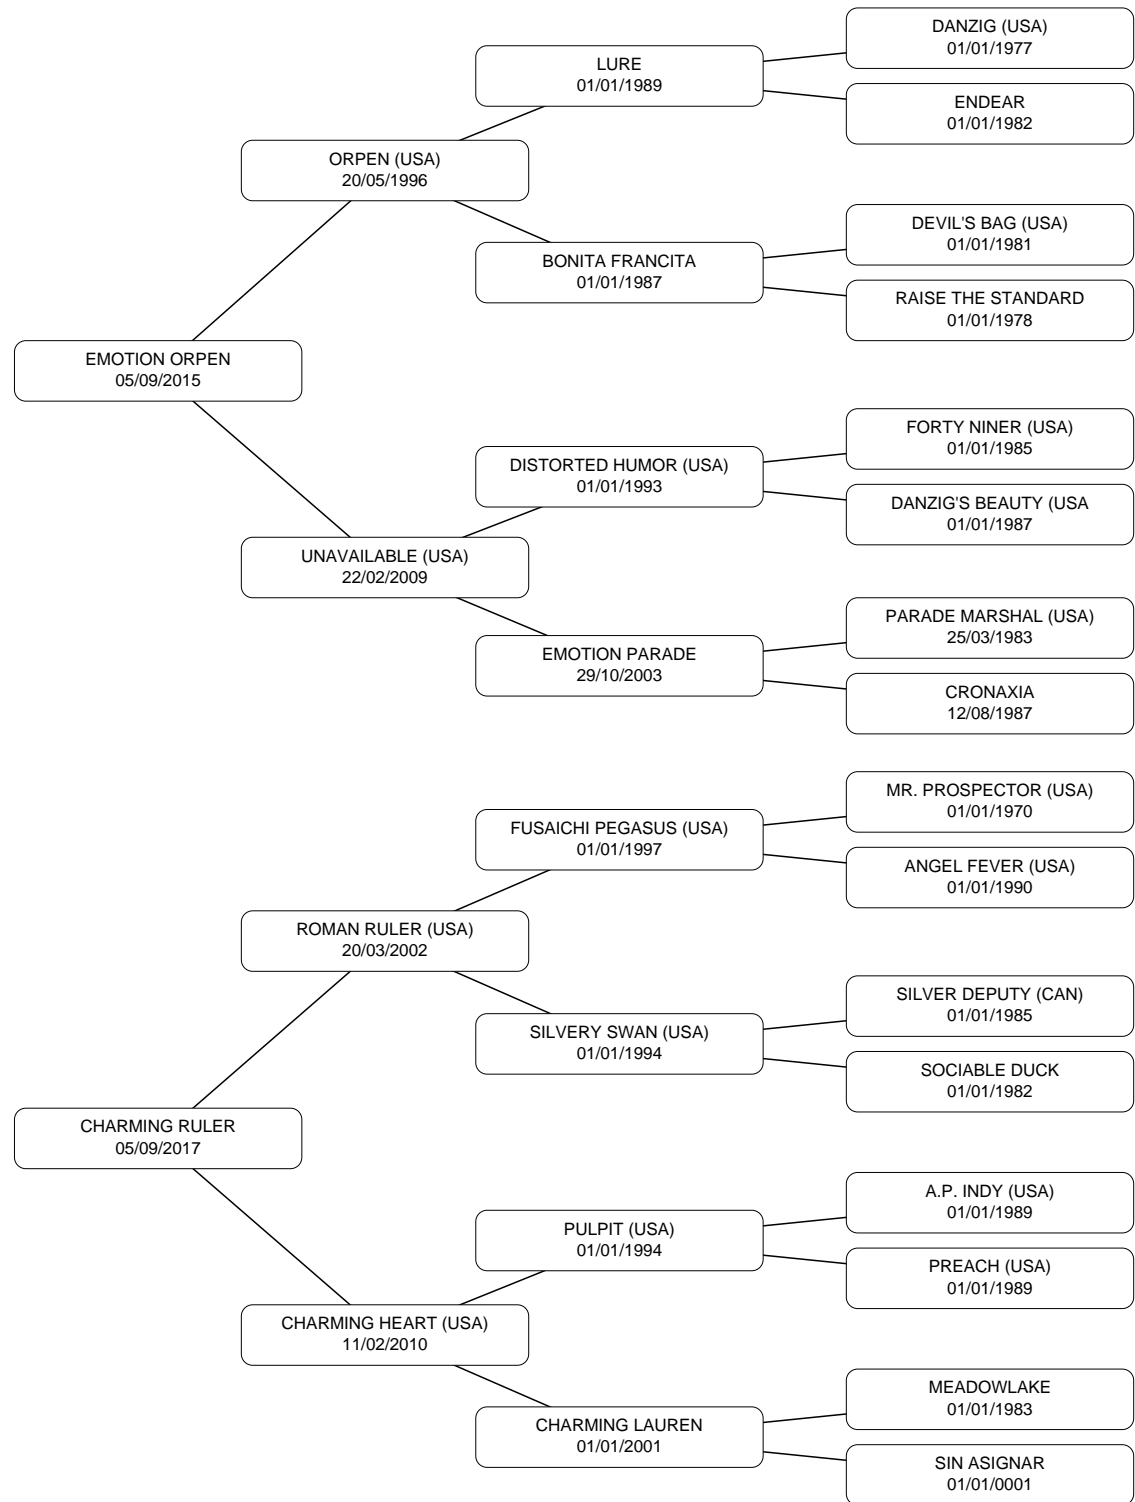 DANZIG (USA)
01/01/1977
LURE
01/01/1989
ENDEAR
01/01/1982
ORPEN (USA)
20/05/1996
DEVIL'S BAG (USA)
01/01/1981
BONITA FRANCITA
01/01/1987
RAISE THE STANDARD
01/01/1978
EMOTION ORPEN
05/09/2015
FORTY NINER (USA)
01/01/1985
DISTORTED HUMOR (USA)
01/01/1993
DANZIG'S BEAUTY (USA
01/01/1987
UNAVAILABLE (USA)
22/02/2009
PARADE MARSHAL (USA)
25/03/1983
EMOTION PARADE
29/10/2003
CRONAXIA
12/08/1987
MR. PROSPECTOR (USA)
01/01/1970
FUSAICHI PEGASUS (USA)
01/01/1997
ANGEL FEVER (USA)
01/01/1990
ROMAN RULER (USA)
20/03/2002
SILVER DEPUTY (CAN)
01/01/1985
SILVERY SWAN (USA)
01/01/1994
SOCIABLE DUCK
01/01/1982
CHARMING RULER
05/09/2017
A.P. INDY (USA)
01/01/1989
PULPIT (USA)
01/01/1994
PREACH (USA)
01/01/1989
CHARMING HEART (USA)
11/02/2010
MEADOWLAKE
01/01/1983
CHARMING LAUREN
01/01/2001
SIN ASIGNAR
01/01/0001